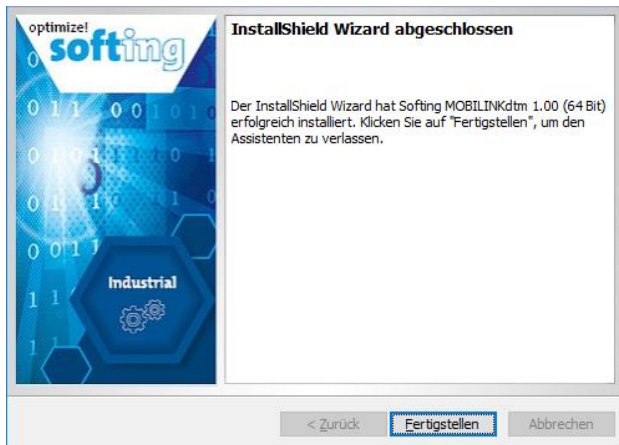 optimize!
softing
InstallShield Wizard abgeschlossen
Der InstallShield Wizard hat Softing MOBILINKdtm 1.00 (64 Bit)
erfolgreich installiert. Klicken Sie auf "Fertigstellen", um den
Assistenten zu verlassen.
Industrial
< Zurück
Fertigstellen
Abbrechen